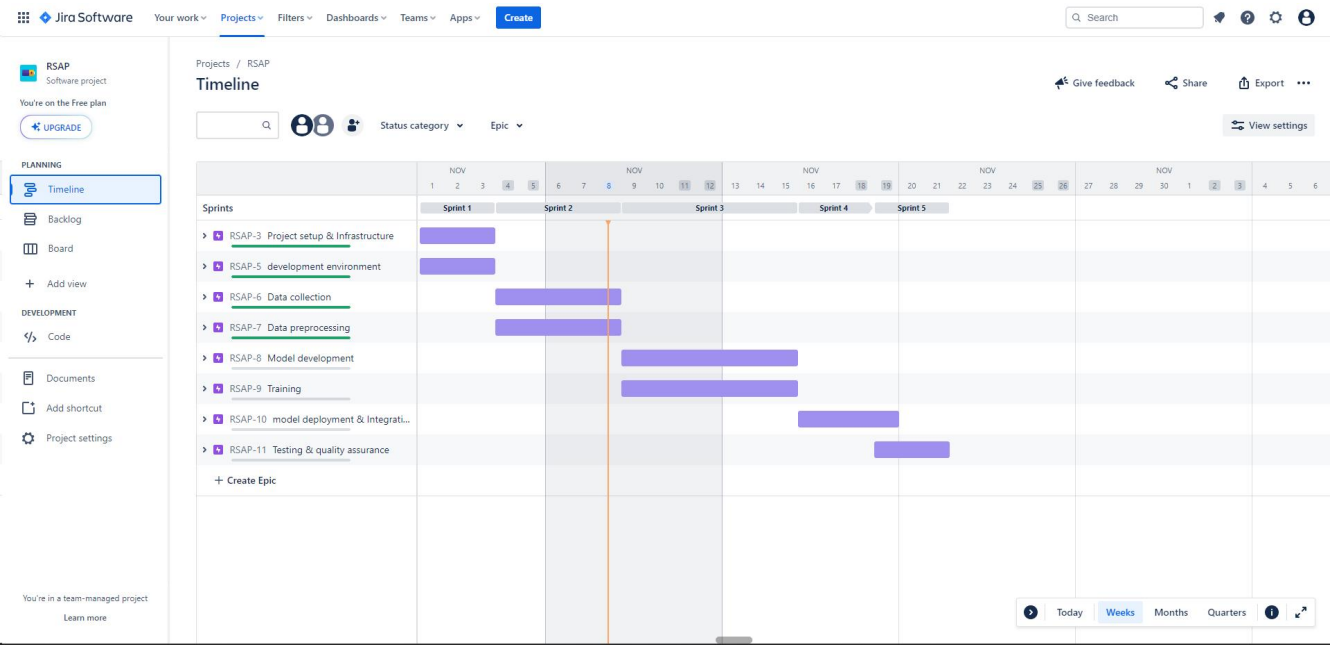 Jira Software Your work Projects Filters Dashboards Teams Apps Create Search
RSAP
Software project
You're on the Free plan
UPGRADE
PLANNING
Timeline
Backlog
Board
Add view
DEVELOPMENT
Code
Documents
Add shortcut
Project settings
You're in a team-managed project
Learn more
Projects / RSAP
Timeline
Give feedback Share Export
Status category Epic View settings
NOV NOV NOV NOV NOV
1 2 3 4 5 6 7 8 9 10 11 12 13 14 15 16 17 18 19 20 21 22 23 24 25 26 27 28 29 30 1 2 3 4 5 6
Sprints Sprint 1 Sprint 2 Sprint 3 Sprint 4 Sprint 5
RSAP-3 Project setup & Infrastructure
RSAP-5 development environment
RSAP-6 Data collection
RSAP-7 Data preprocessing
RSAP-8 Model development
RSAP-9 Training
RSAP-10 model deployment & Integrati...
RSAP-11 Testing & quality assurance
+ Create Epic
Today Weeks Months Quarters